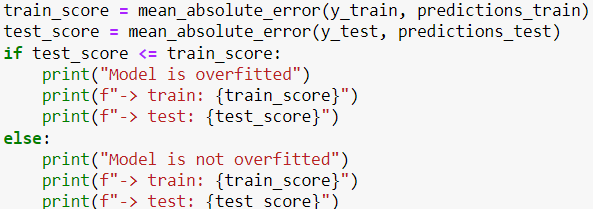 train_score = mean_absolute_error(y_train, predictions_train)
test_score = mean_absolute_error(y_test, predictions_test)
if test_score <= train_score:
    print("Model is overfitted")
    print(f"-> train: {train_score}")
    print(f"-> test: {test_score}")
else:
    print("Model is not overfitted")
    print(f"-> train: {train_score}")
    print(f"-> test: {test_score}")